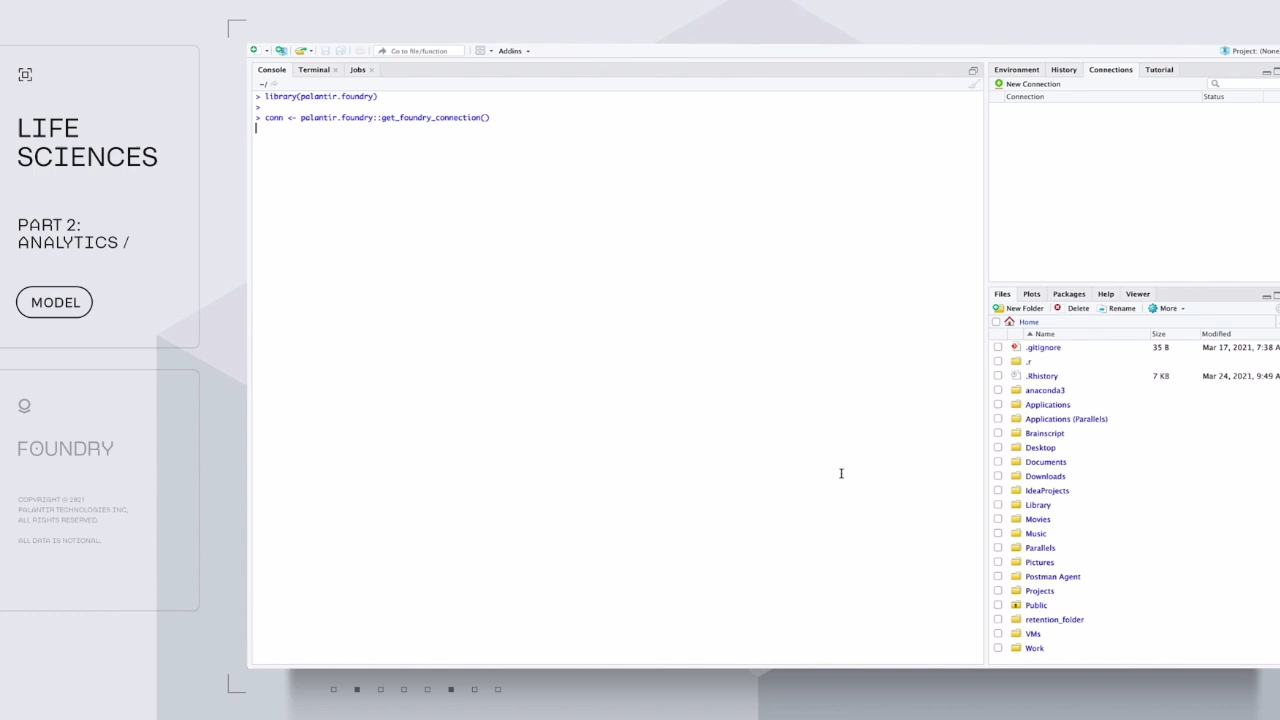 LIFE
SCIENCES
PART 2:
ANALYTICS /
MODEL
FOUNDRY
COPYRIGHT © 2021
PALANTIR TECHNOLOGIES INC,
ALL RIGHTS RESERVED.
ALL DATA IS NOTIONAL.
Go to file/function
Addins
Project: (None
Console
Terminal ×
Jobs ×
~/
> library(palantir.foundry)
>
> conn <- palantir.foundry::get_foundry_connection()
Environment
History
Connections
Tutorial
New Connection
Connection
Status
Files
Plots
Packages
Help
Viewer
New Folder
Delete
Rename
More
Home
Name
Size
Modified
.gitignore 35 B Mar 17, 2021, 7:38 A
.r
.Rhistory 7 KB Mar 24, 2021, 9:49 A
anaconda3
Applications
Applications (Parallels)
Brainscript
Desktop
Documents
Downloads
IdeaProjects
Library
Movies
Music
Parallels
Pictures
Postman Agent
Projects
Public
retention_folder
VMs
Work